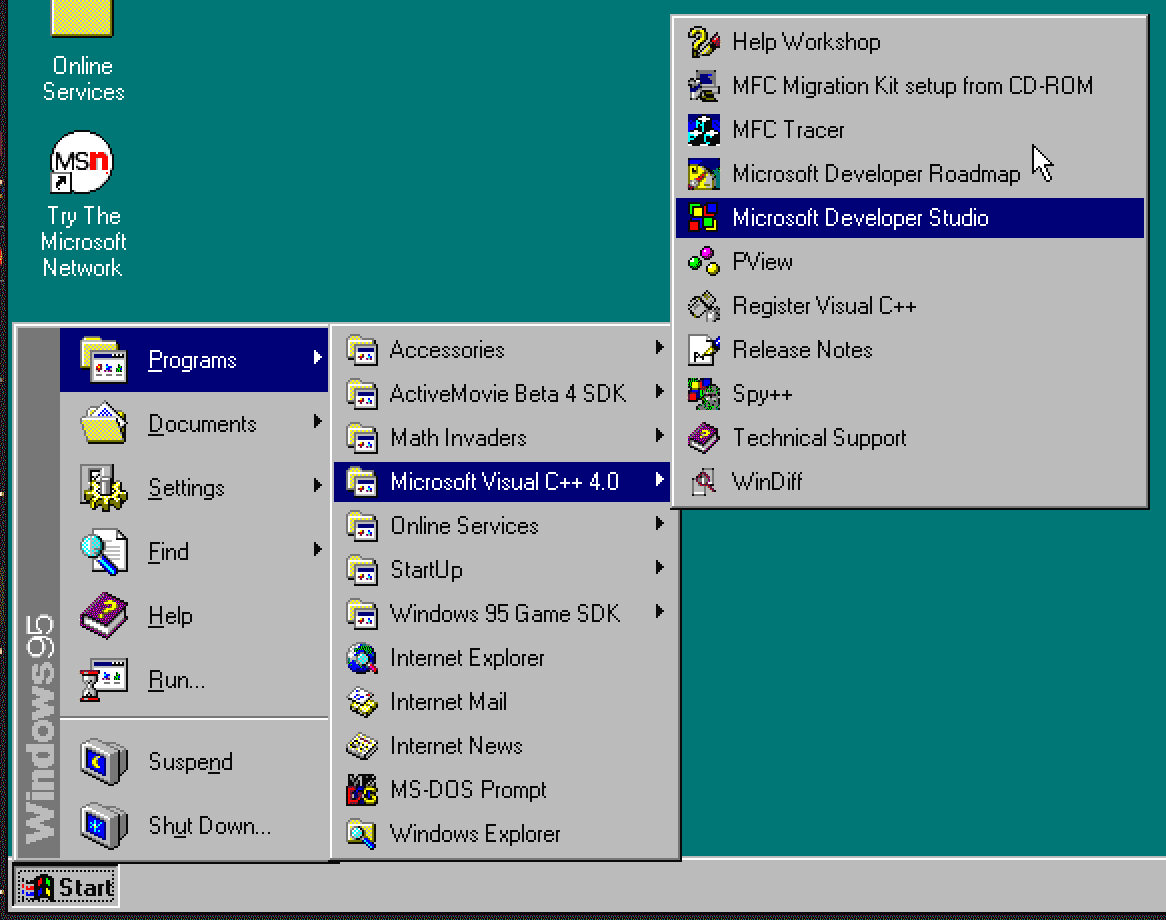 Online
Services
MSn
Try The
Microsoft
Network
Windows95
Programs
Documents
Settings
Find
Help
Run...
Suspend
Shut Down...
Start
Accessories
ActiveMovie Beta 4 SDK
Math Invaders
Microsoft Visual C++ 4.0
Online Services
StartUp
Windows 95 Game SDK
Internet Explorer
Internet Mail
Internet News
MS-DOS Prompt
Windows Explorer
Help Workshop
MFC Migration Kit setup from CD-ROM
MFC Tracer
Microsoft Developer Roadmap
Microsoft Developer Studio
PView
Register Visual C++
Release Notes
Spy++
Technical Support
WinDiff